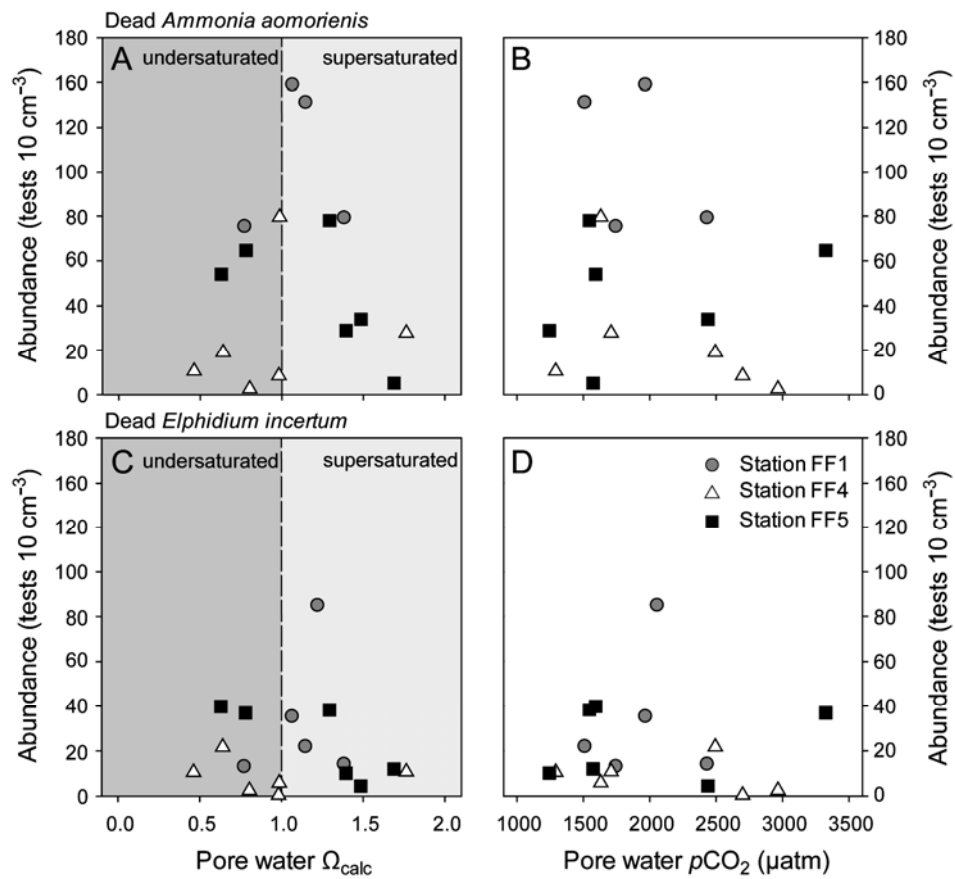 Dead Ammonia aomorienis
A
undersaturated
supersaturated
180
160
120
100
80
60
40
20
0
Abundance (tests 10 cm⁻³)
B
180
160
120
100
80
60
40
20
0
Abundance (tests 10 cm⁻³)
Dead Elphidium incertum
C
undersaturated
supersaturated
180
160
120
100
80
60
40
20
0
Abundance (tests 10 cm⁻³)
0.0 0.5 1.0 1.5 2.0
Pore water Ωcalc
D
Station FF1
Station FF4
Station FF5
180
160
120
100
80
60
40
20
0
Abundance (tests 10 cm⁻³)
1000 1500 2000 2500 3000 3500
Pore water pCO₂ (µatm)